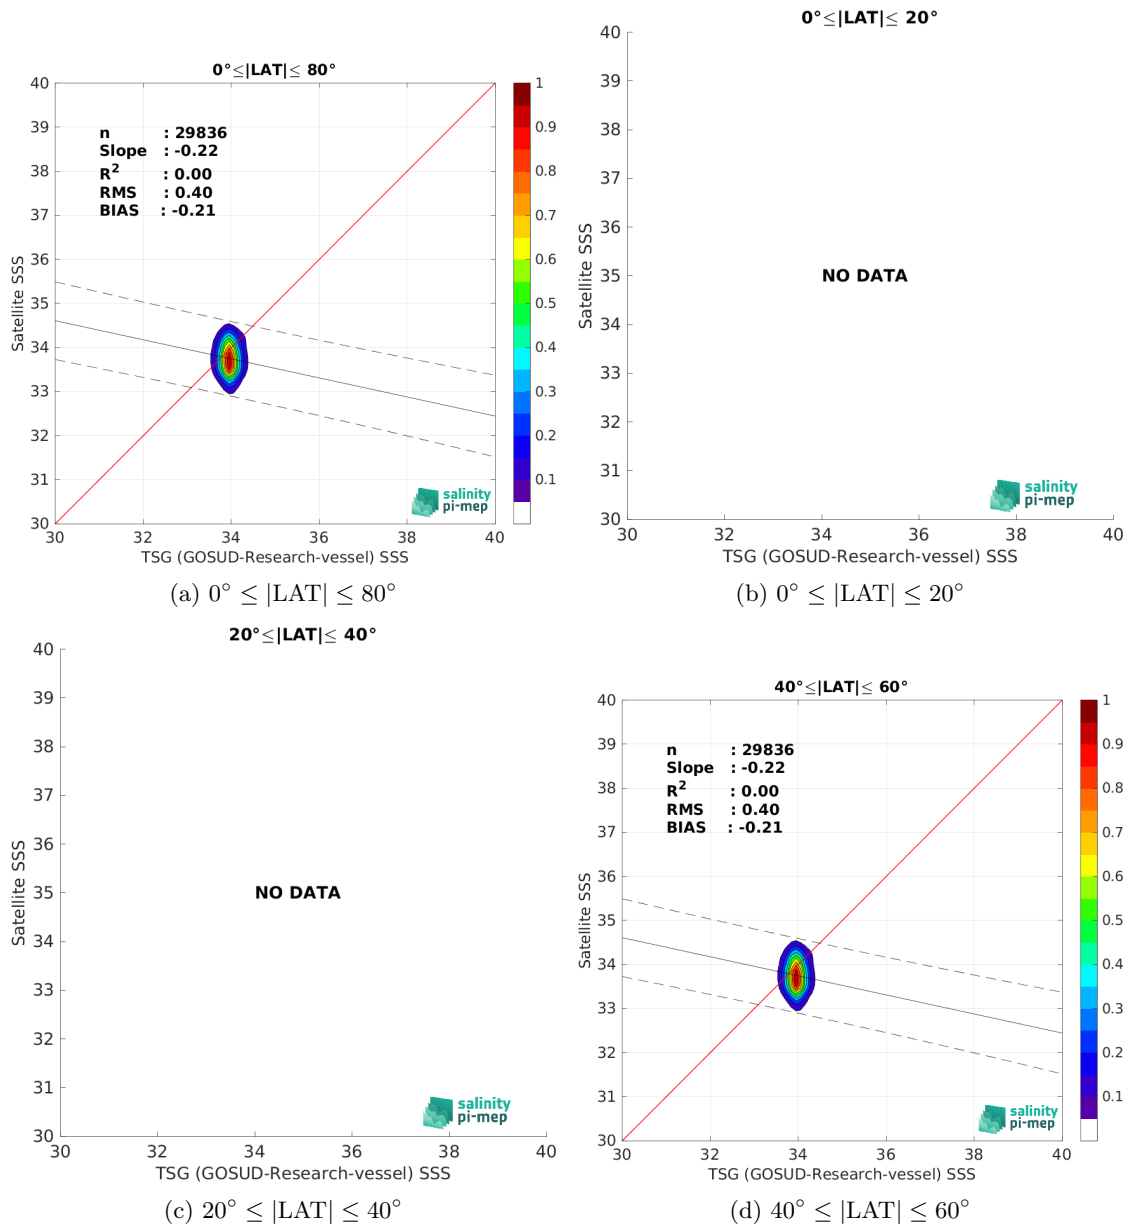 0°≤|LAT|≤ 80°
40
39
38
37
36
35
34
33
32
31
30
30
32
34
36
38
40
Satellite SSS
TSG (GOSUD-Research-vessel) SSS
n : 29836
Slope : -0.22
R² : 0.00
RMS : 0.40
BIAS : -0.21
1
0.9
0.8
0.7
0.6
0.5
0.4
0.3
0.2
0.1
salinity
pi-mep
(a) 0° ≤ |LAT| ≤ 80°
0°≤|LAT|≤ 20°
40
39
38
37
36
35
34
33
32
31
30
30
32
34
36
38
40
Satellite SSS
TSG (GOSUD-Research-vessel) SSS
NO DATA
salinity
pi-mep
(b) 0° ≤ |LAT| ≤ 20°
20°≤|LAT|≤ 40°
40
39
38
37
36
35
34
33
32
31
30
30
32
34
36
38
40
Satellite SSS
TSG (GOSUD-Research-vessel) SSS
NO DATA
salinity
pi-mep
(c) 20° ≤ |LAT| ≤ 40°
40°≤|LAT|≤ 60°
40
39
38
37
36
35
34
33
32
31
30
30
32
34
36
38
40
Satellite SSS
TSG (GOSUD-Research-vessel) SSS
n : 29836
Slope : -0.22
R² : 0.00
RMS : 0.40
BIAS : -0.21
1
0.9
0.8
0.7
0.6
0.5
0.4
0.3
0.2
0.1
salinity
pi-mep
(d) 40° ≤ |LAT| ≤ 60°